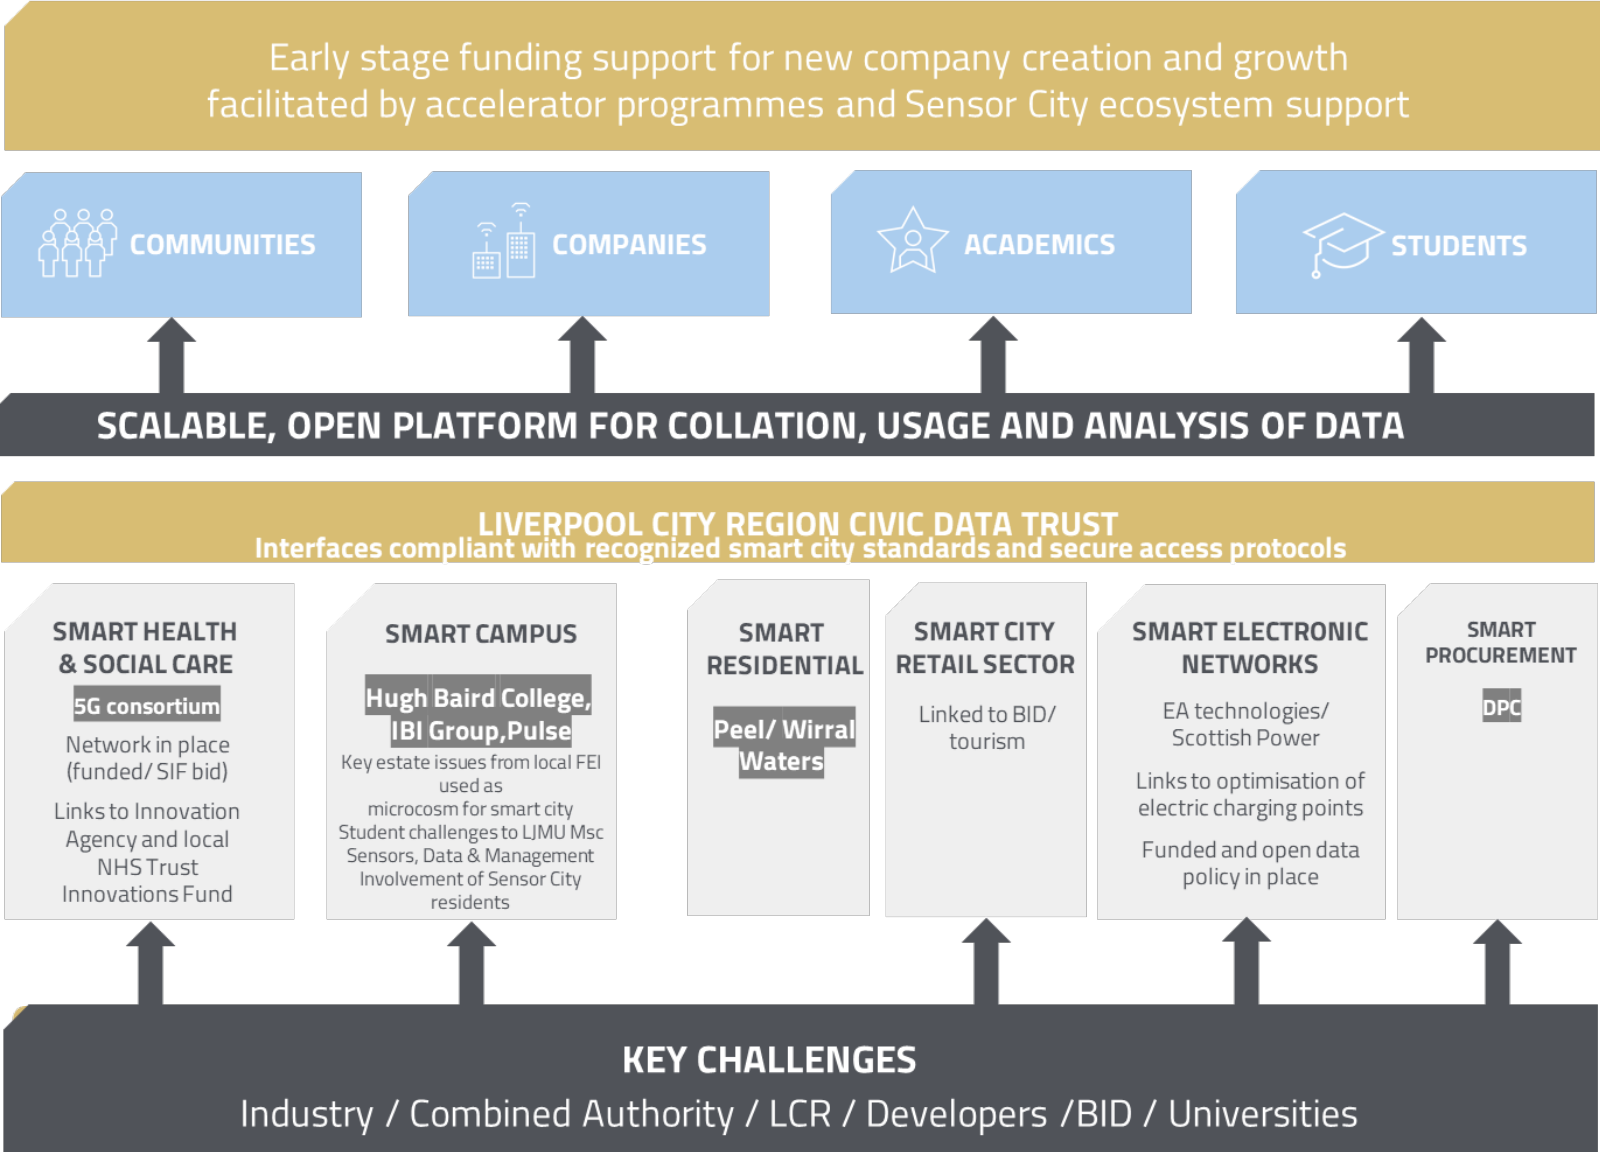 Early stage funding support for new company creation and growth
facilitated by accelerator programmes and Sensor City ecosystem support
COMMUNITIES
COMPANIES
ACADEMICS
STUDENTS
SCALABLE, OPEN PLATFORM FOR COLLATION, USAGE AND ANALYSIS OF DATA
LIVERPOOL CITY REGION CIVIC DATA TRUST
Interfaces compliant with recognized smart city standards and secure access protocols
SMART HEALTH
& SOCIAL CARE
5G consortium
Network in place
(funded/ SIF bid)
Links to Innovation
Agency and local
NHS Trust
Innovations Fund
SMART CAMPUS
Hugh Baird College,
IBI Group,Pulse
Key estate issues from local FEI
used as
microcosm for smart city
Student challenges to LJMU Msc
Sensors, Data & Management
Involvement of Sensor City
residents
SMART
RESIDENTIAL
Peel/ Wirral
Waters
SMART CITY
RETAIL SECTOR
Linked to BID/
tourism
SMART ELECTRONIC
NETWORKS
EA technologies/
Scottish Power
Links to optimisation of
electric charging points
Funded and open data
policy in place
SMART
PROCUREMENT
DPC
KEY CHALLENGES
Industry / Combined Authority / LCR / Developers /BID / Universities